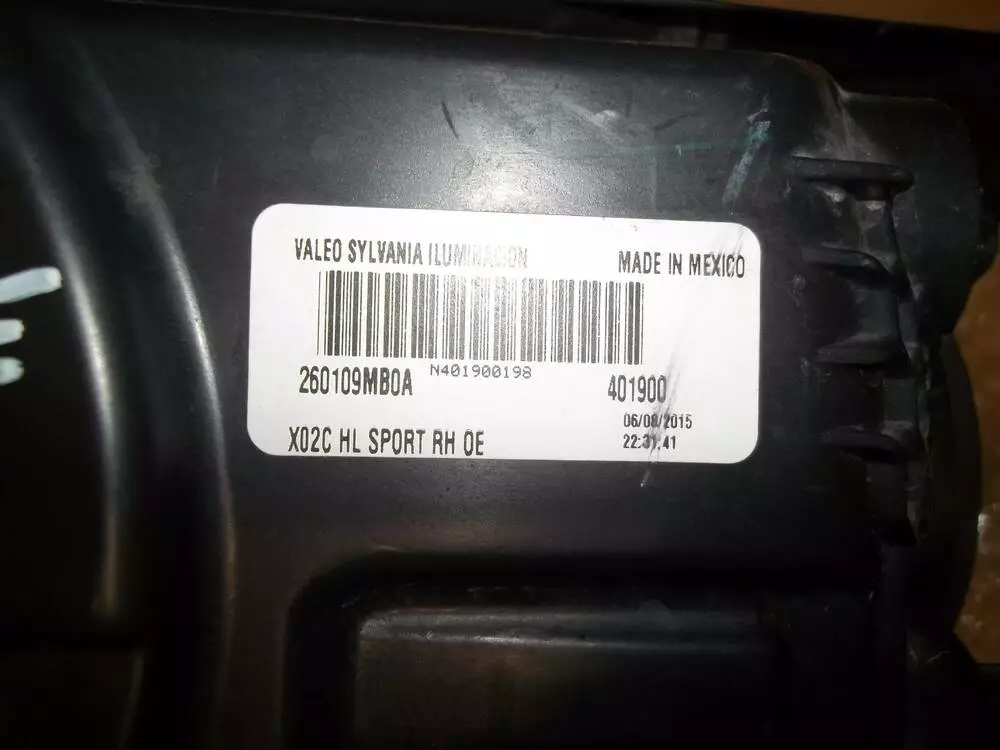 VALEO SYLVANIA ILUMINACION MADE IN MEXICO
N401900198
260109MB0A 401900
06/08/2015
X02C HL SPORT RH OE 22:31:41